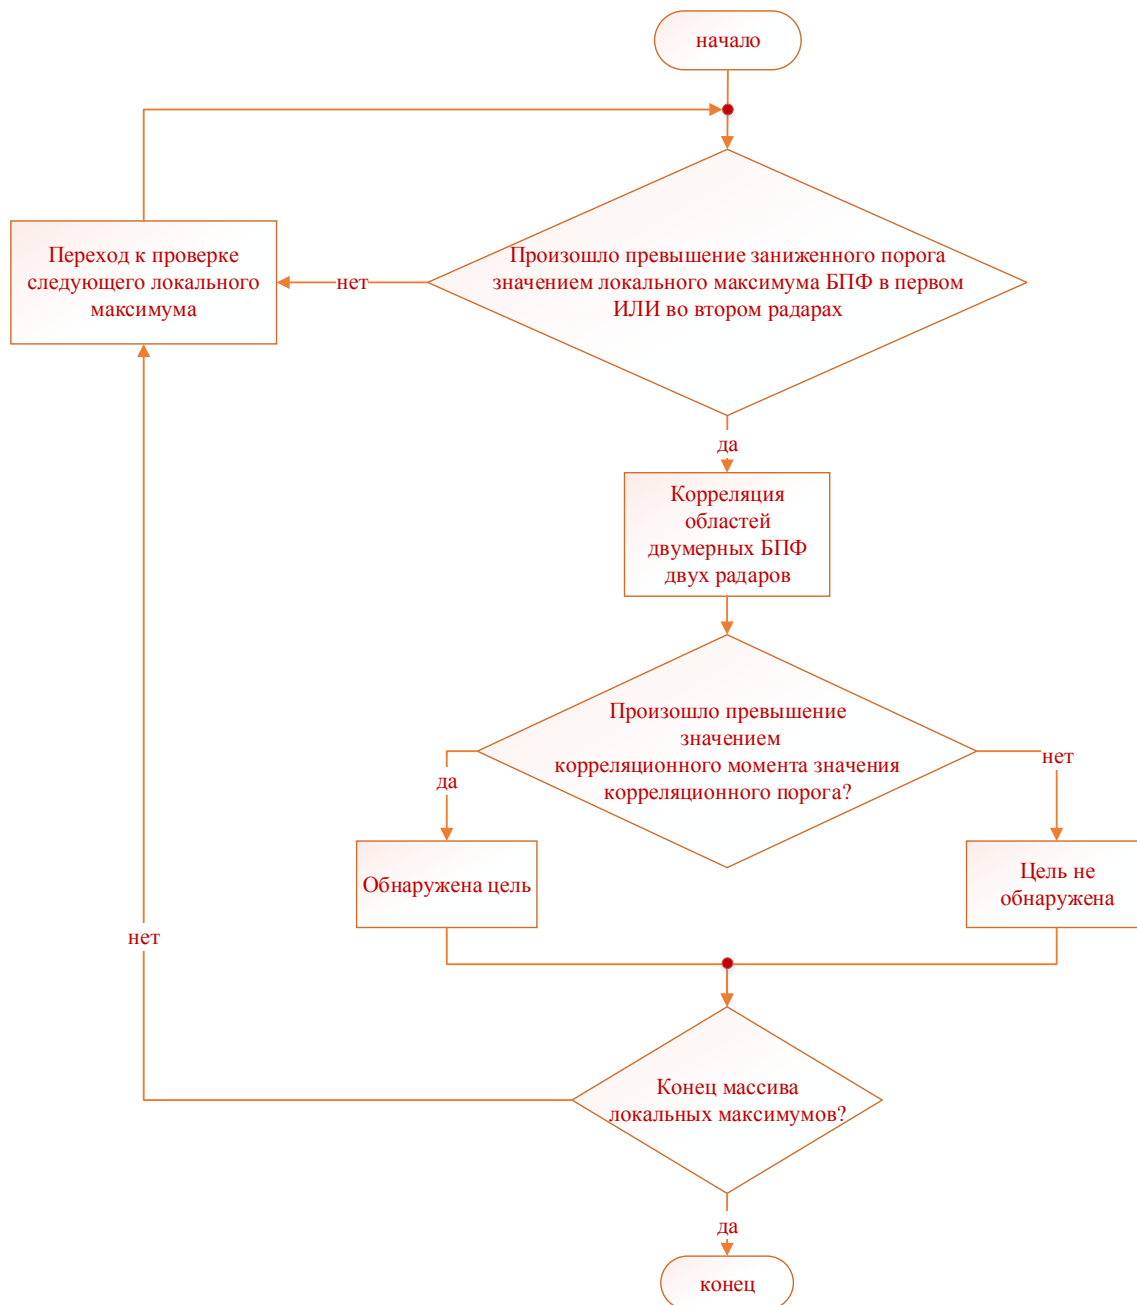 начало
Произошло превышение заниженного порога
значением локального максимума БПФ в первом
ИЛИ во втором радарах
нет
Переход к проверке
следующего локального
максимума
да
Корреляция
областей
двумерных БПФ
двух радаров
Произошло превышение
значением
корреляционного момента значения
корреляционного порога?
да
нет
Обнаружена цель
Цель не
обнаружена
нет
Конец массива
локальных максимумов?
да
конец